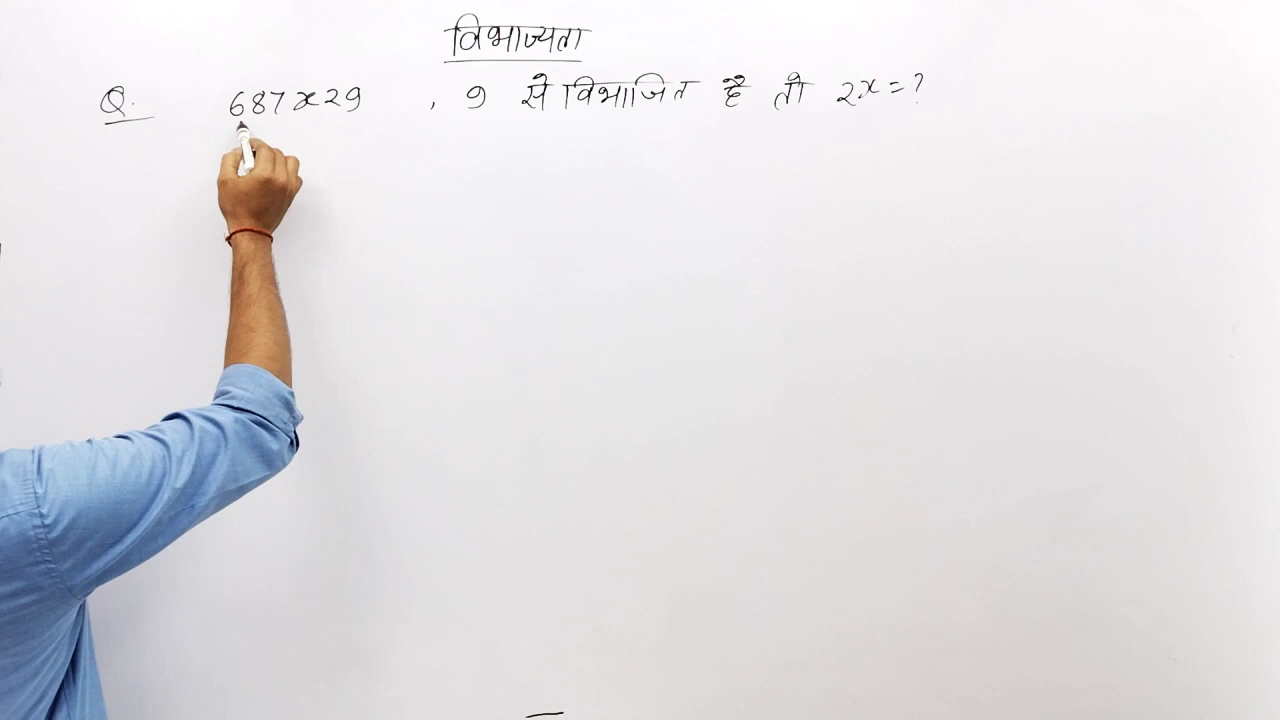 विभाज्यता
Q. 687x29 , 9 से विभाजित है तो 2x=?